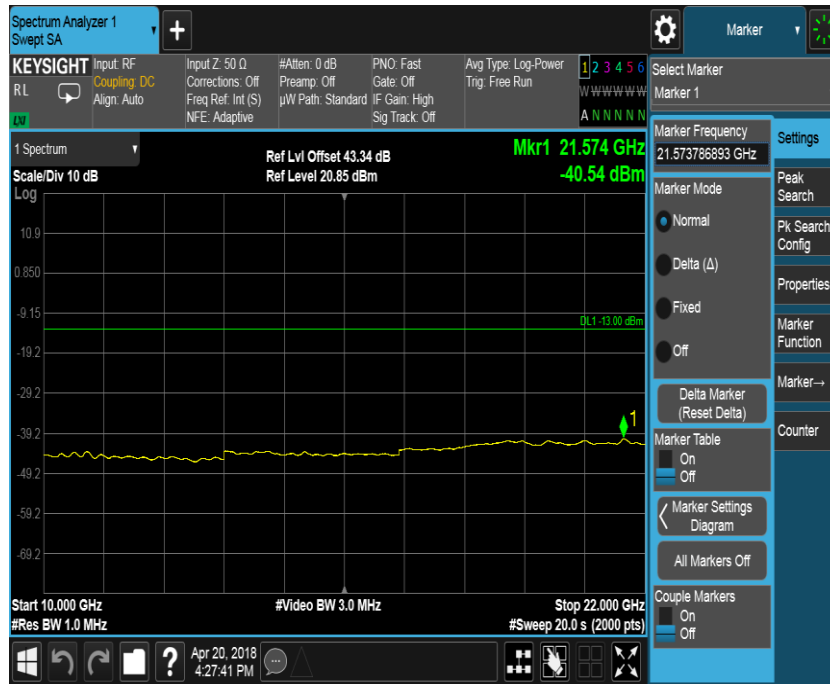 Spectrum Analyzer 1
Swept SA
+
Marker
KEYSIGHT
RL
LXI
Input: RF
Coupling: DC
Align: Auto
Input Z: 50 Ω
Corrections: Off
Freq Ref: Int (S)
NFE: Adaptive
#Atten: 0 dB
Preamp: Off
µW Path: Standard
PNO: Fast
Gate: Off
IF Gain: High
Sig Track: Off
Avg Type: Log-Power
Trig: Free Run
1 2 3 4 5 6
W W W W W W
A N N N N N
Select Marker
Marker 1
1 Spectrum
Scale/Div 10 dB
Log
Ref Lvl Offset 43.34 dB
Ref Level 20.85 dBm
Mkr1 21.574 GHz
-40.54 dBm
10.9
0.850
-9.15
-19.2
-29.2
-39.2
-49.2
-59.2
-69.2
DL1 -13.00 dBm
1
Start 10.000 GHz
#Res BW 1.0 MHz
#Video BW 3.0 MHz
Stop 22.000 GHz
#Sweep 20.0 s (2000 pts)
Marker Frequency
21.573786893 GHz
Marker Mode
Normal
Delta (Δ)
Fixed
Off
Delta Marker
(Reset Delta)
Marker Table
On
Off
Marker Settings
Diagram
All Markers Off
Couple Markers
On
Off
Settings
Peak
Search
Pk Search
Config
Properties
Marker
Function
Marker→
Counter
?
Apr 20, 2018
4:27:41 PM